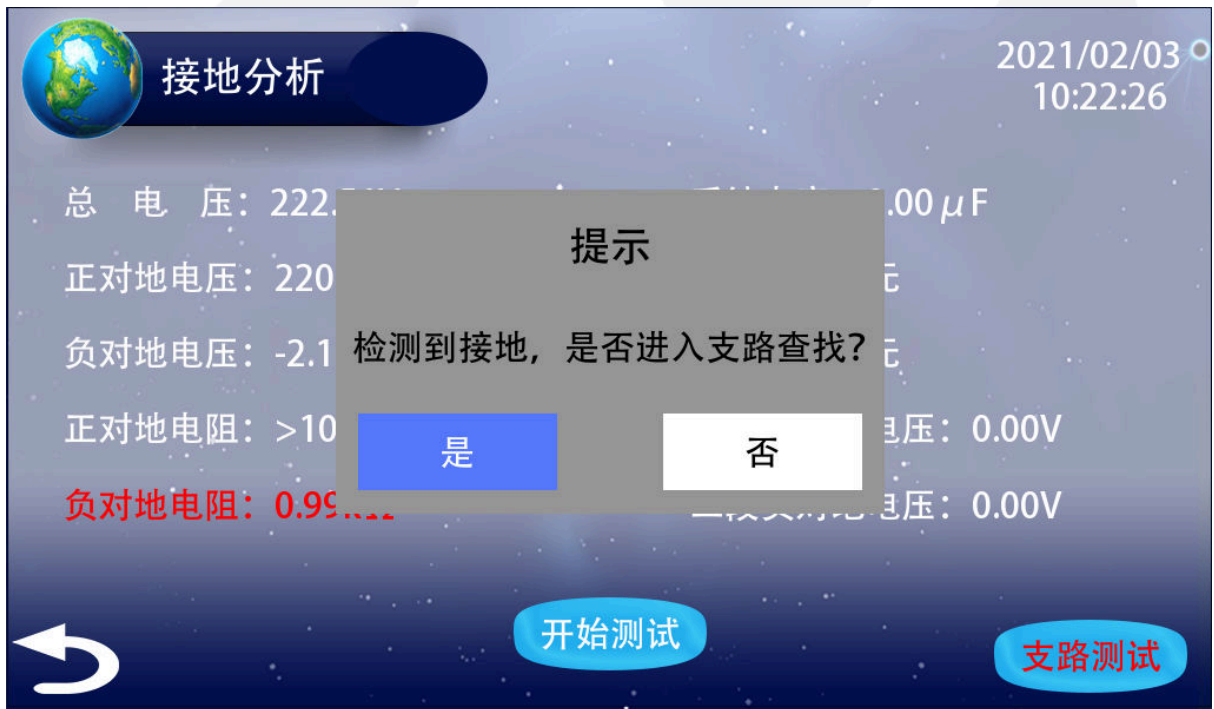 接地分析
2021/02/03
10:22:26
总 电 压：222.
.00μF
正对地电压：220
负对地电压：-2.1
正对地电阻：>10
电压：0.00V
负对地电阻：0.99
电压：0.00V
提示
检测到接地，是否进入支路查找？
是
否
开始测试
支路测试